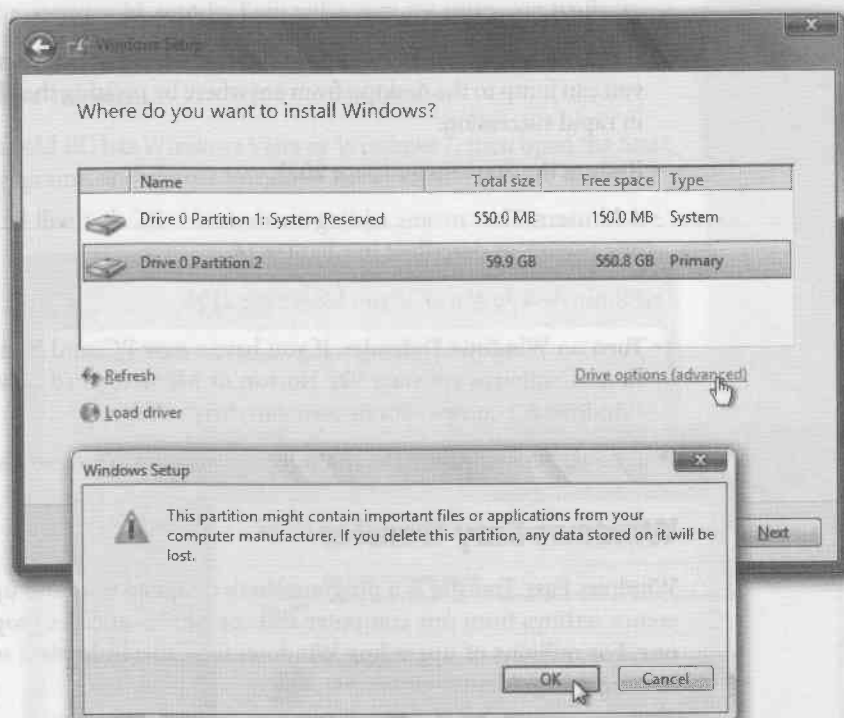 Windows Setup
Where do you want to install Windows?
Name Total size Free space Type
Drive 0 Partition 1: System Reserved 550.0 MB 150.0 MB System
Drive 0 Partition 2 59.9 GB 550.8 GB Primary
Refresh Drive options (advanced)
Load driver
Next
Windows Setup
This partition might contain important files or applications from your
computer manufacturer. If you delete this partition, any data stored on it will be
lost.
OK Cancel